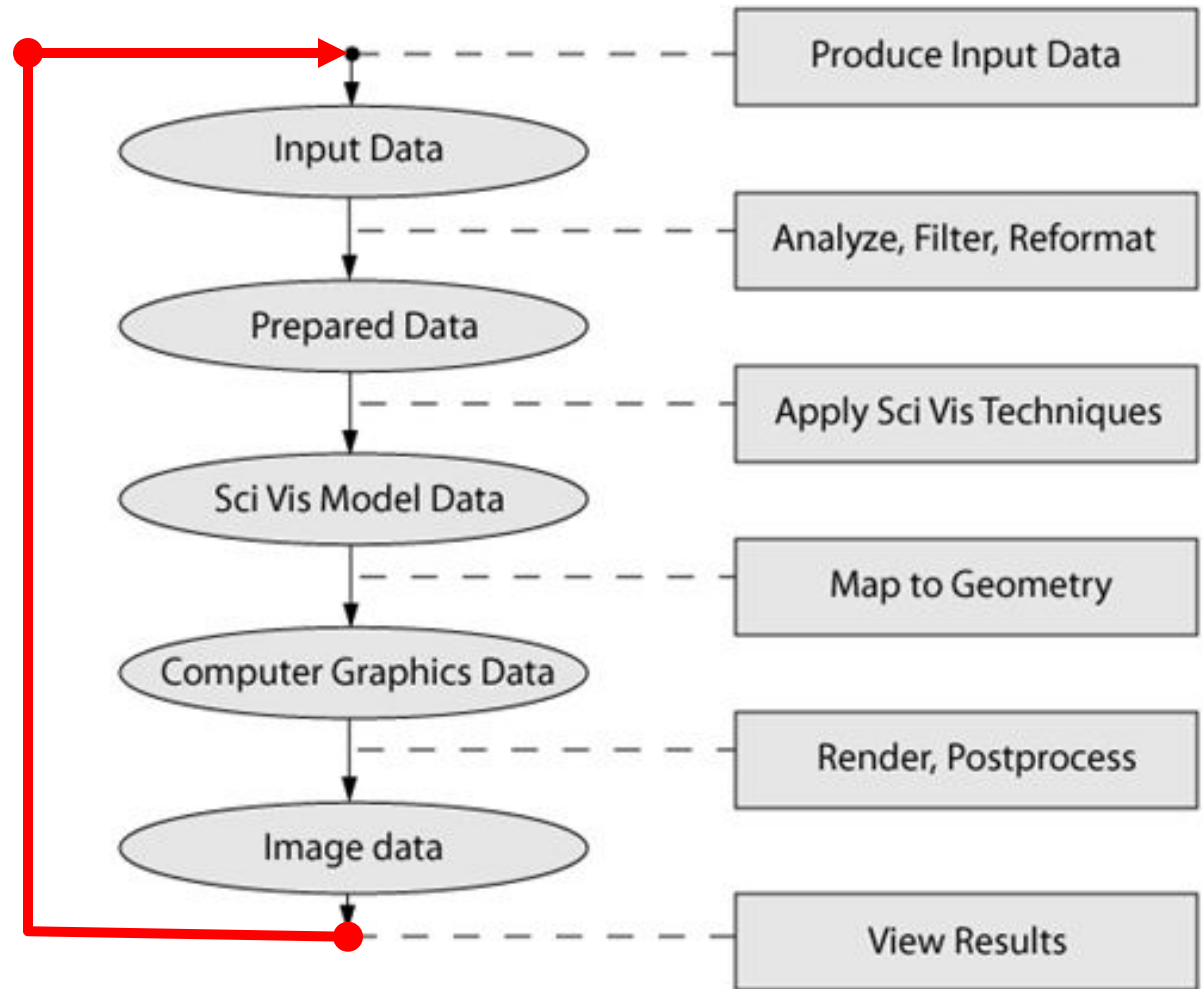 Produce Input Data
Input Data
Analyze, Filter, Reformat
Prepared Data
Apply Sci Vis Techniques
Sci Vis Model Data
Map to Geometry
Computer Graphics Data
Render, Postprocess
Image data
View Results